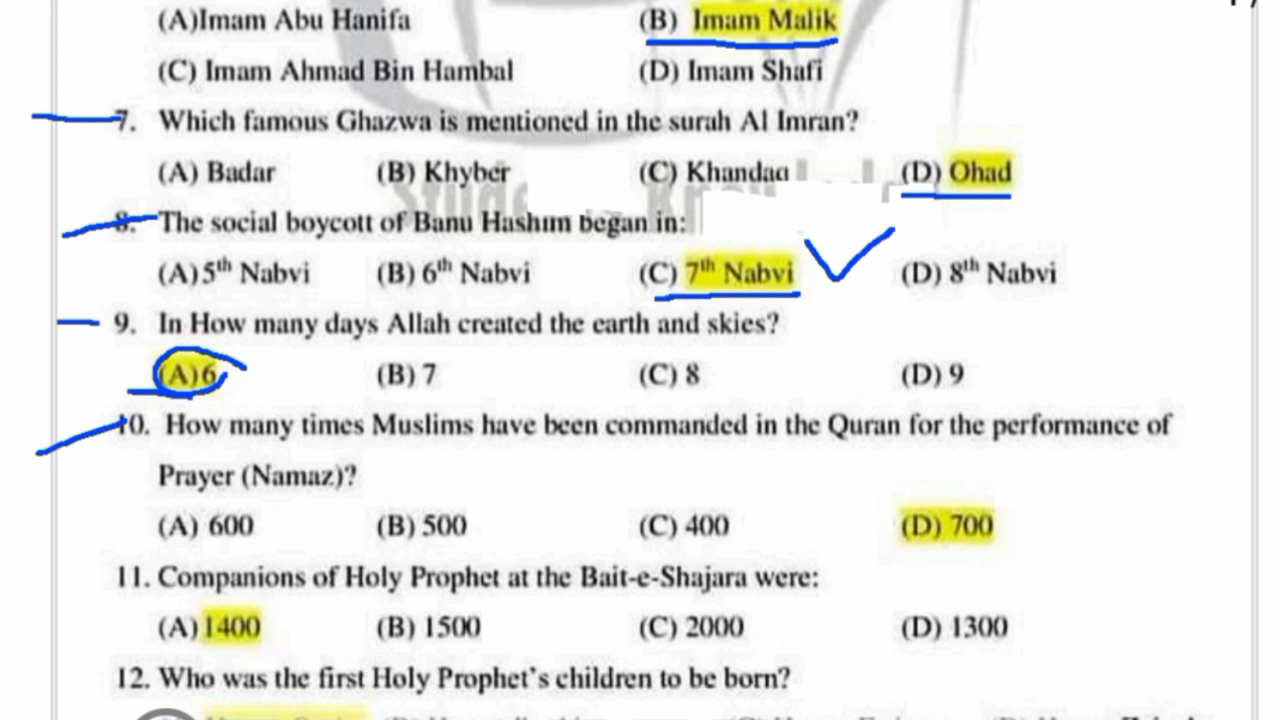 (A)Imam Abu Hanifa (B) Imam Malik
(C) Imam Ahmad Bin Hambal (D) Imam Shafi
7. Which famous Ghazwa is mentioned in the surah Al Imran?
(A) Badar (B) Khyber (C) Khandaq (D) Ohad
8. The social boycott of Banu Hashim began in:
(A) 5th Nabvi (B) 6th Nabvi (C) 7th Nabvi (D) 8th Nabvi
9. In How many days Allah created the earth and skies?
(A) 6 (B) 7 (C) 8 (D) 9
10. How many times Muslims have been commanded in the Quran for the performance of
Prayer (Namaz)?
(A) 600 (B) 500 (C) 400 (D) 700
11. Companions of Holy Prophet at the Bait-e-Shajara were:
(A) 1400 (B) 1500 (C) 2000 (D) 1300
12. Who was the first Holy Prophet's children to be born?